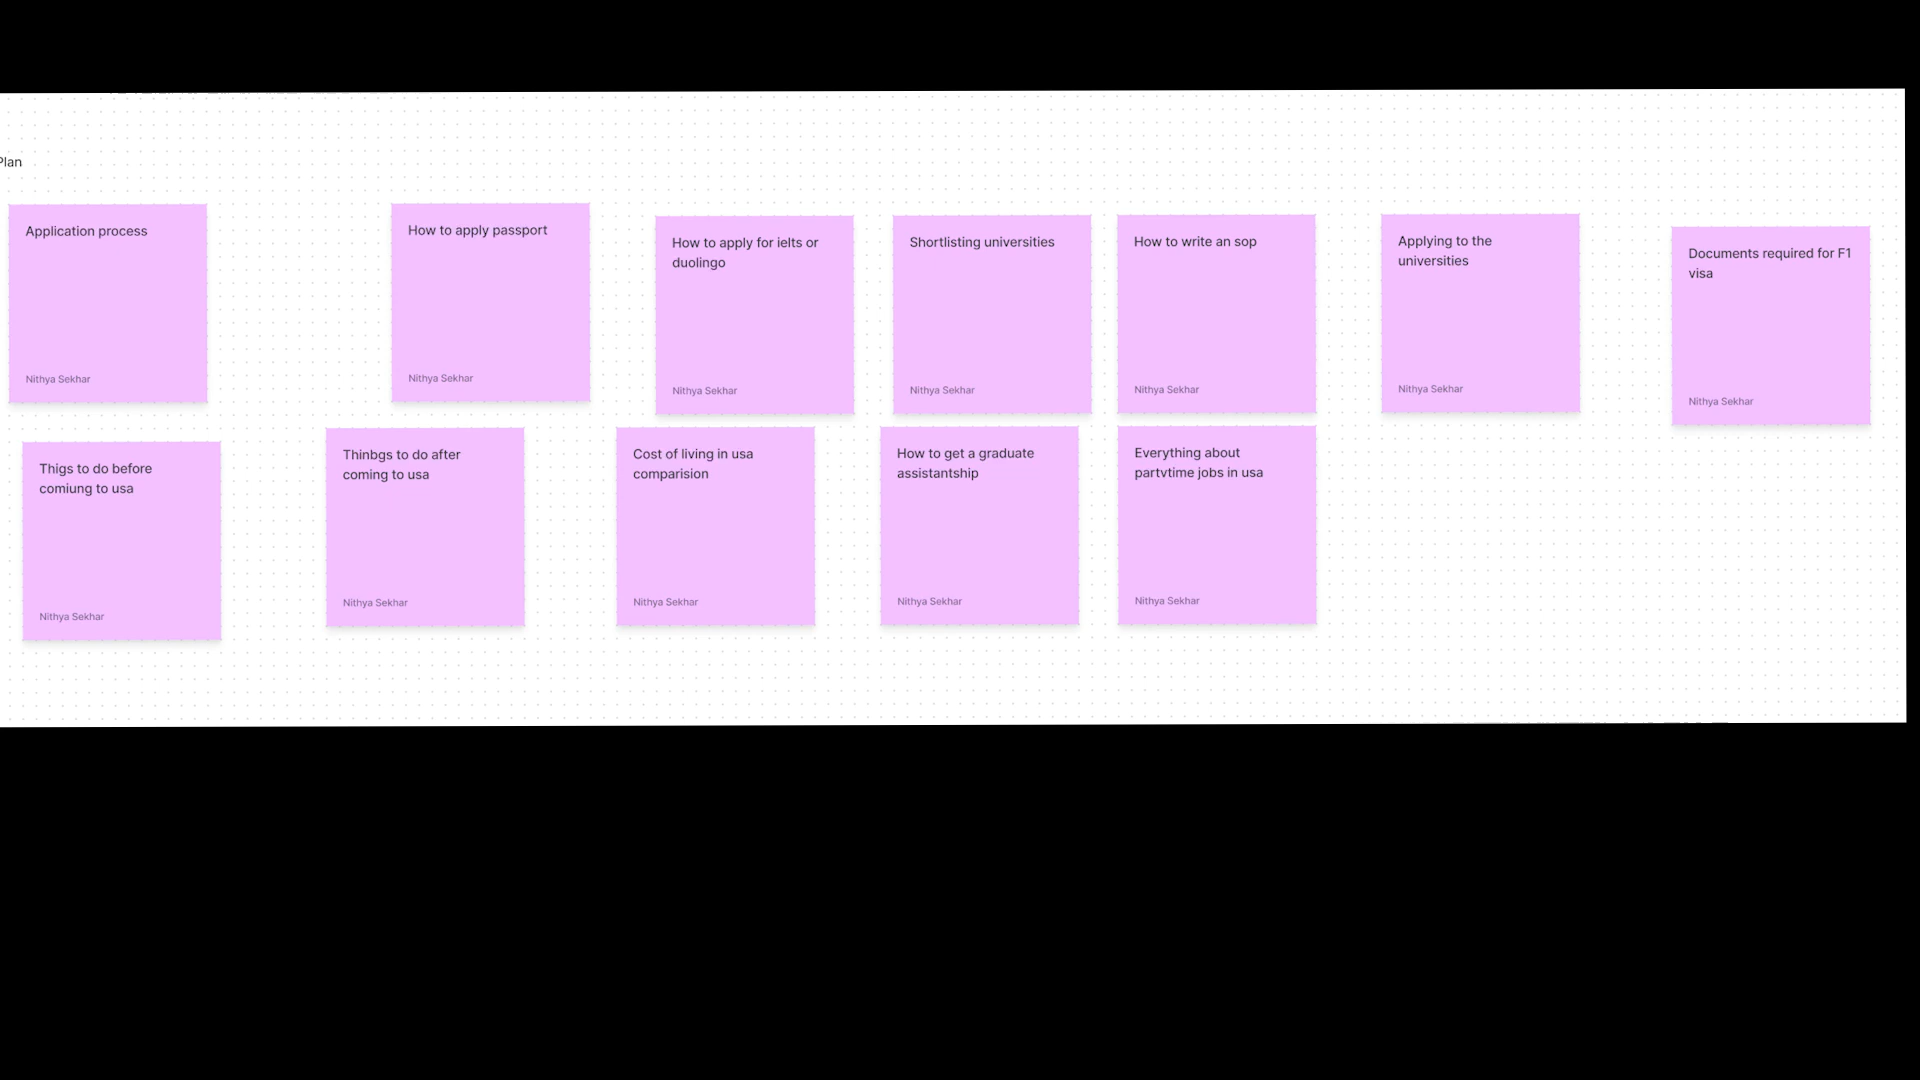 Plan
Application process
Nithya Sekhar
How to apply passport
Nithya Sekhar
How to apply for ielts or
duolingo
Nithya Sekhar
Shortlisting universities
Nithya Sekhar
How to write an sop
Nithya Sekhar
Applying to the
universities
Nithya Sekhar
Documents required for F1
visa
Nithya Sekhar
Thigs to do before
comiung to usa
Nithya Sekhar
Thinbgs to do after
coming to usa
Nithya Sekhar
Cost of living in usa
comparision
Nithya Sekhar
How to get a graduate
assistantship
Nithya Sekhar
Everything about
partvtime jobs in usa
Nithya Sekhar